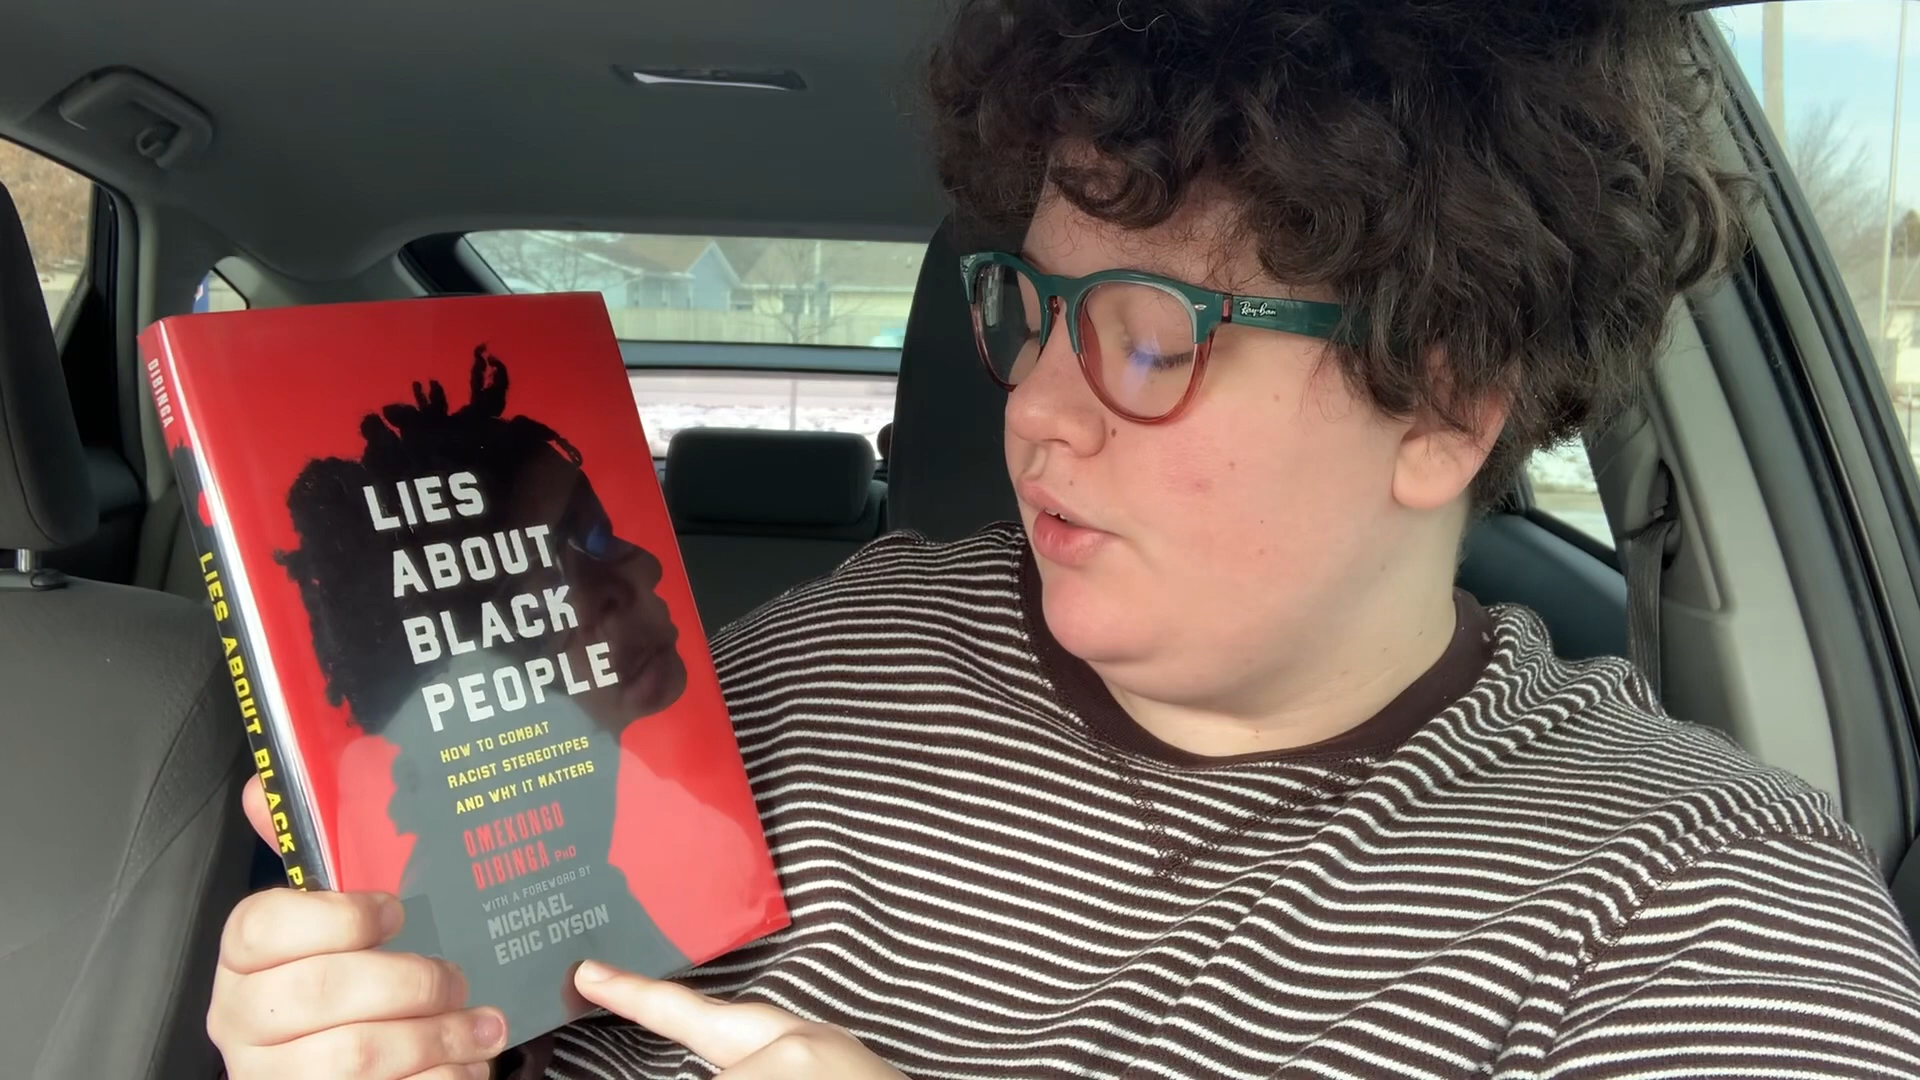 LIES
ABOUT
BLACK
PEOPLE
HOW TO COMBAT
RACIST STEREOTYPES
AND WHY IT MATTERS
OMEKONGO
DIBINGA PHD
WITH A FOREWORD BY
MICHAEL
ERIC DYSON
DIBINGA
LIES ABOUT BLACK
Ray-Ban